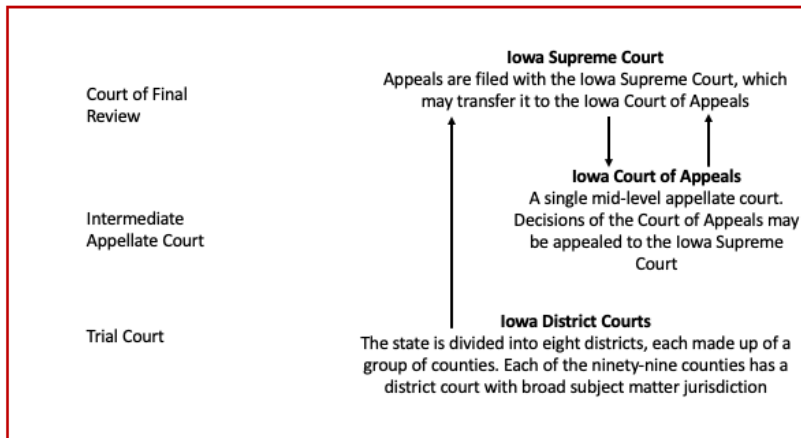 Iowa Supreme Court
Court of Final
Review
Appeals are filed with the Iowa Supreme Court, which
may transfer it to the Iowa Court of Appeals
Iowa Court of Appeals
Intermediate
Appellate Court
A single mid-level appellate court.
Decisions of the Court of Appeals may
be appealed to the Iowa Supreme
Court
Iowa District Courts
Trial Court
The state is divided into eight districts, each made up of a
group of counties. Each of the ninety-nine counties has a
district court with broad subject matter jurisdiction